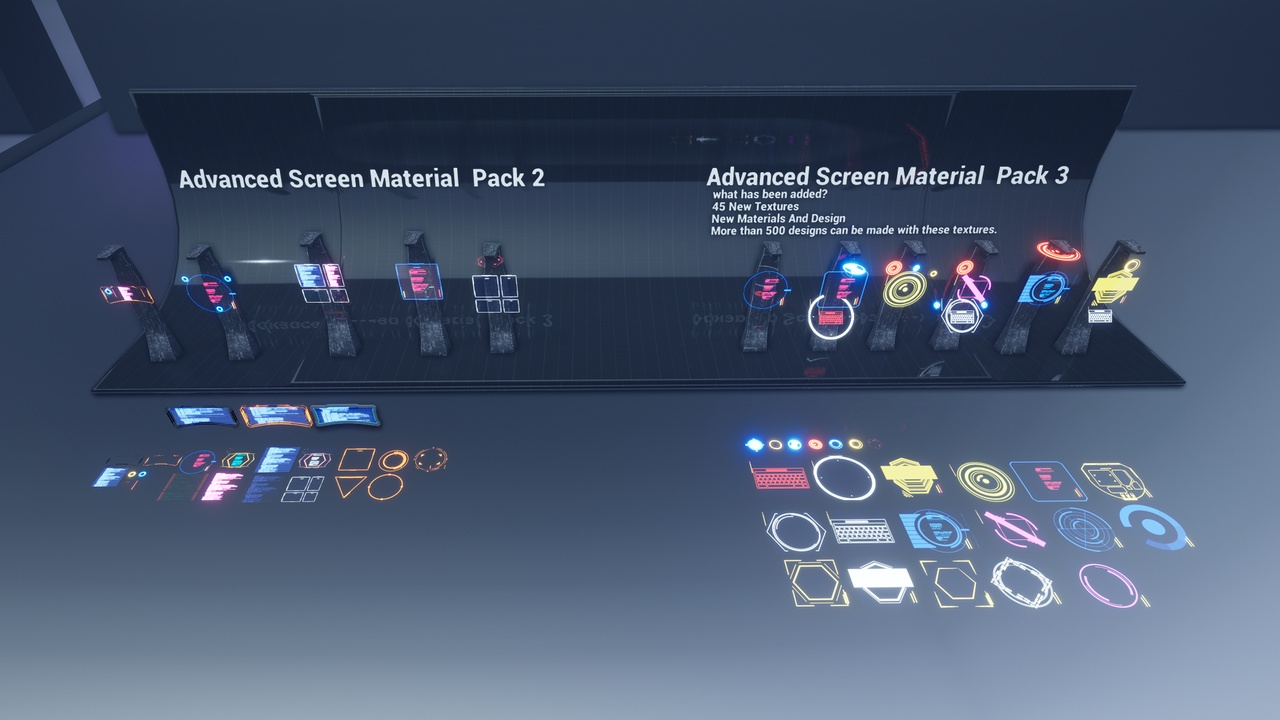 Advanced Screen Material Pack 2
Advanced Screen Material Pack 3
what has been added?
45 New Textures
New Materials And Design
More than 500 designs can be made with these textures.